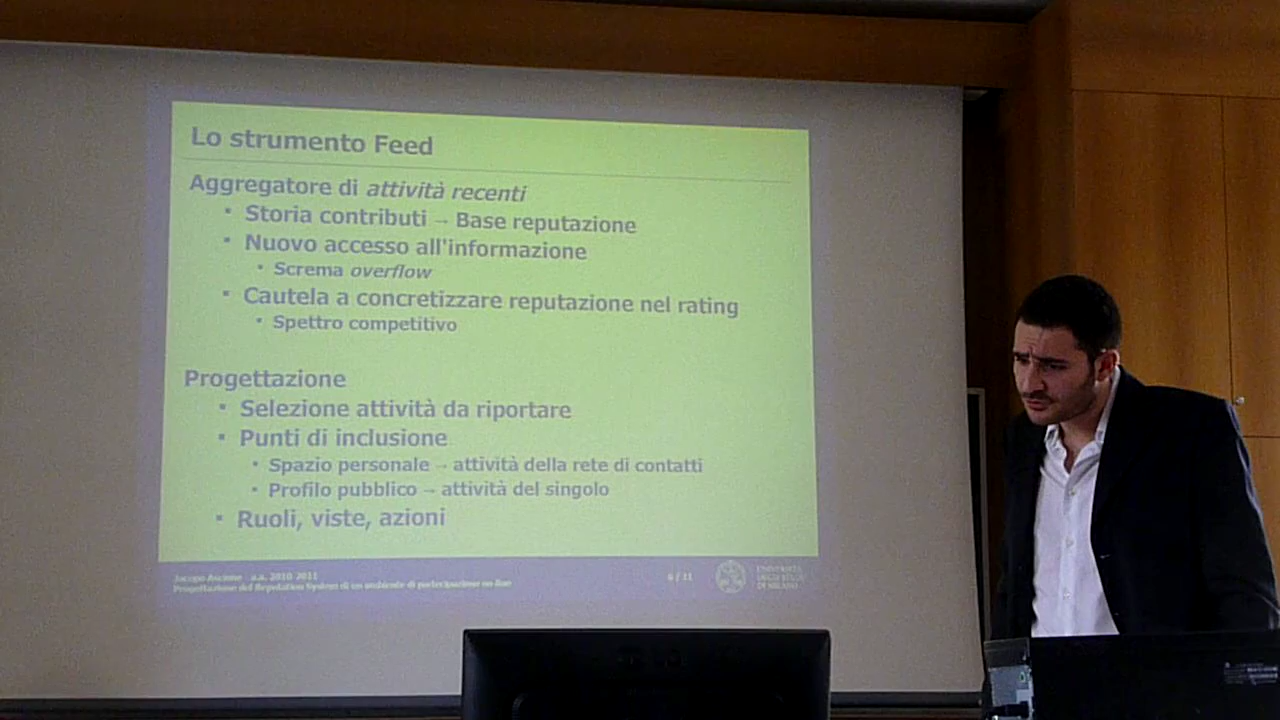 Lo strumento Feed
Aggregatore di attività recenti
▪ Storia contributi → Base reputazione
▪ Nuovo accesso all'informazione
▪ Screma overflow
▪ Cautela a concretizzare reputazione nel rating
▪ Spettro competitivo
Progettazione
▪ Selezione attività da riportare
▪ Punti di inclusione
▪ Spazio personale → attività della rete di contatti
▪ Profilo pubblico → attività del singolo
▪ Ruoli, viste, azioni
Jacopo Ascione - a.a. 2010-2011
Progettazione del Reputation System di un ambiente di partecipazione on line
UNIVERSITÀ
DEGLI STUDI
DI MILANO